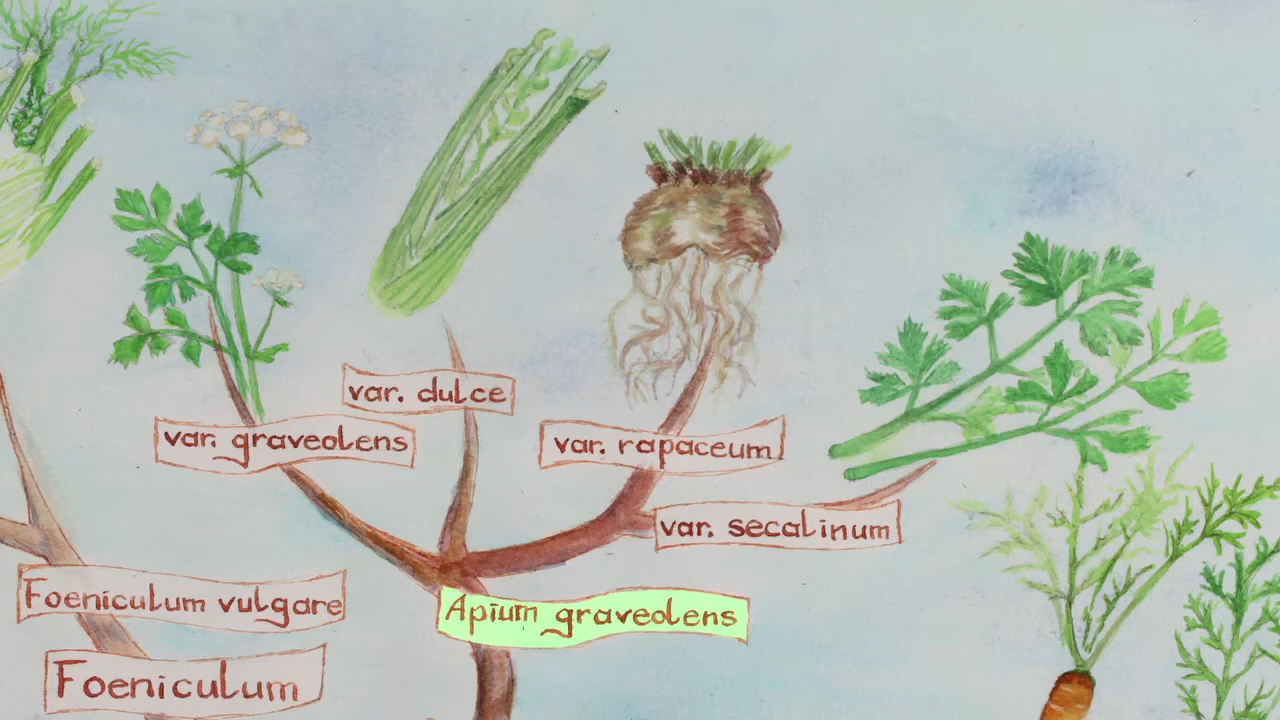 var. dulce
var. graveolens
var. rapaceum
var. secalinum
Foeniculum vulgare
Apium graveolens
Foeniculum